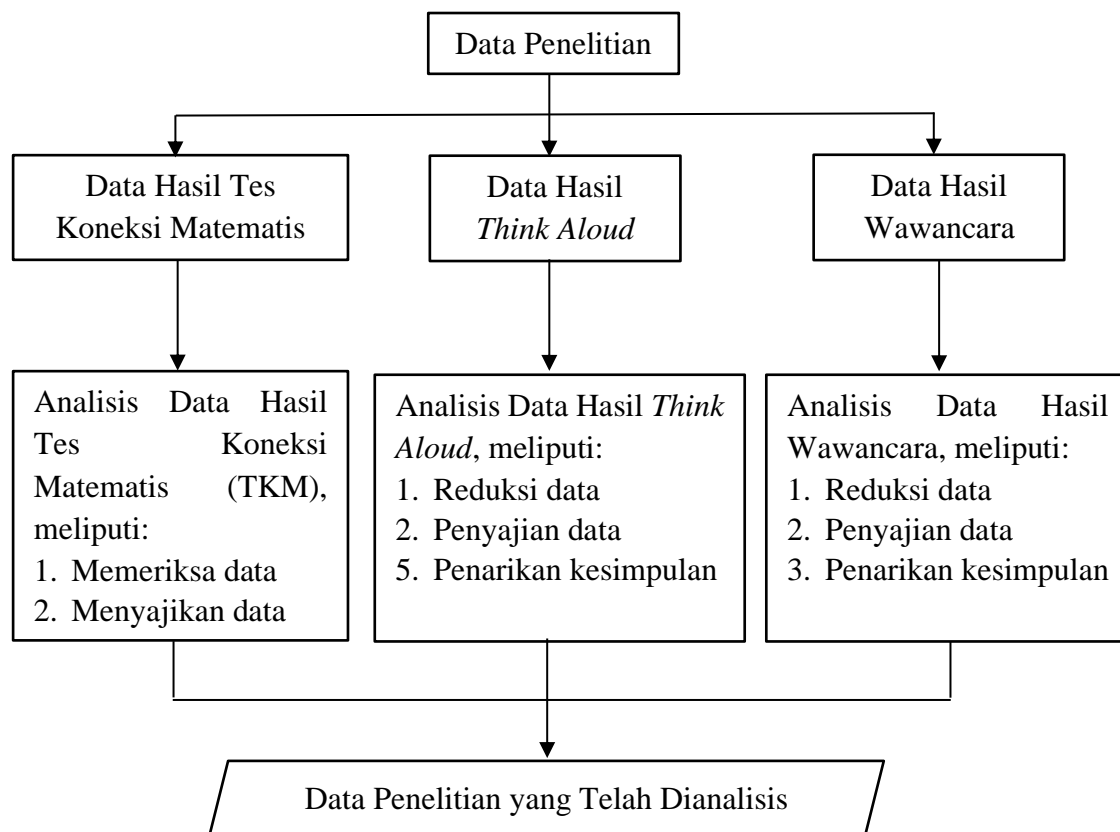 Data Penelitian
Data Hasil Tes
Koneksi Matematis
Data Hasil
Think Aloud
Data Hasil
Wawancara
Analisis Data Hasil
Tes Koneksi
Matematis (TKM),
meliputi:
1. Memeriksa data
2. Menyajikan data
Analisis Data Hasil Think
Aloud, meliputi:
1. Reduksi data
2. Penyajian data
5. Penarikan kesimpulan
Analisis Data Hasil
Wawancara, meliputi:
1. Reduksi data
2. Penyajian data
3. Penarikan kesimpulan
Data Penelitian yang Telah Dianalisis